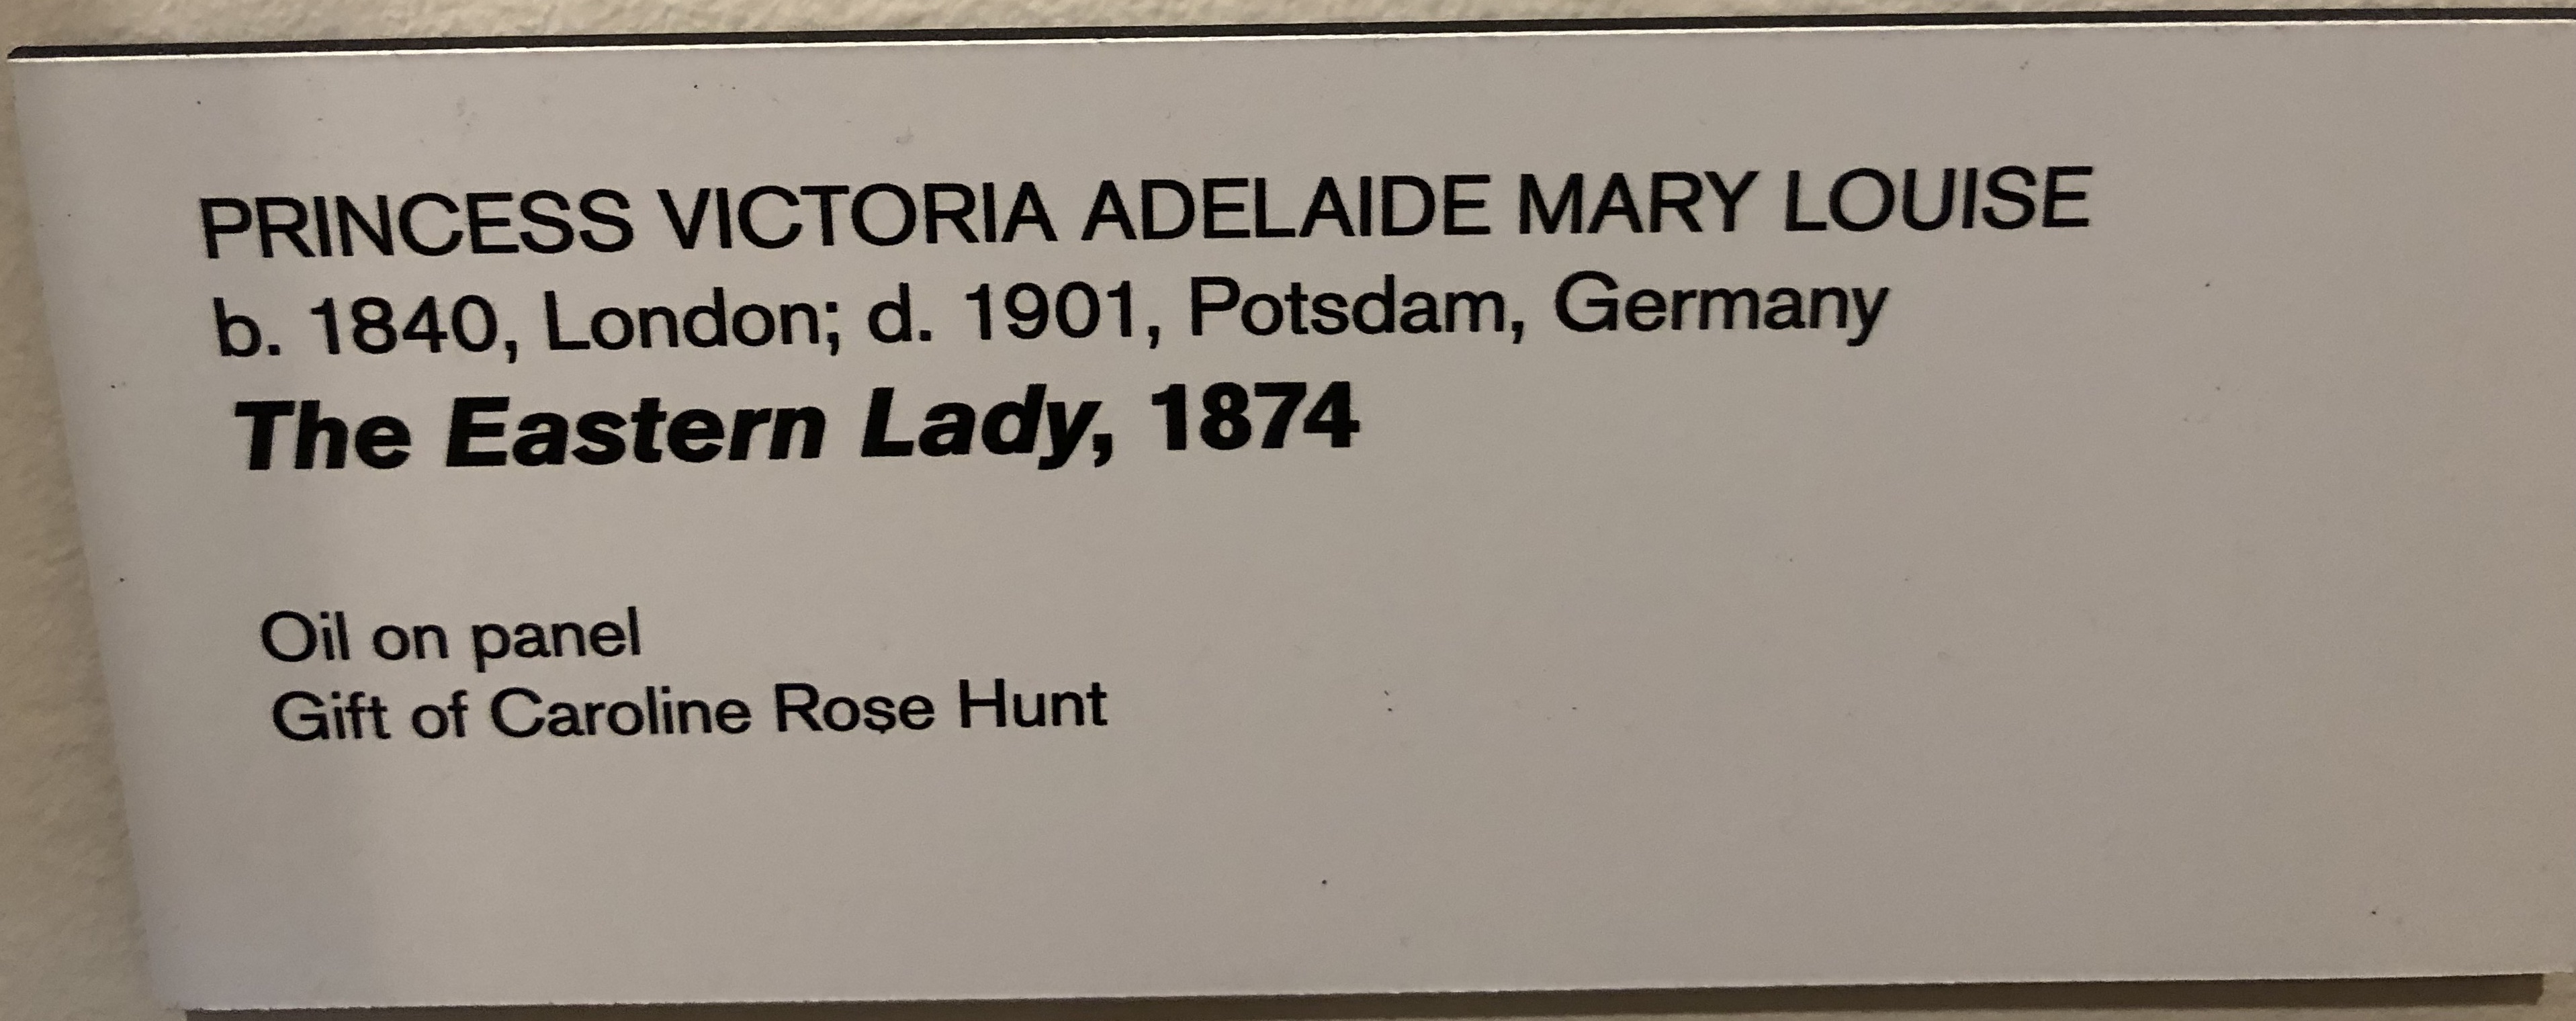 PRINCESS VICTORIA ADELAIDE MARY LOUISE
b. 1840, London; d. 1901, Potsdam, Germany
The Eastern Lady, 1874
Oil on panel
Gift of Caroline Rose Hunt